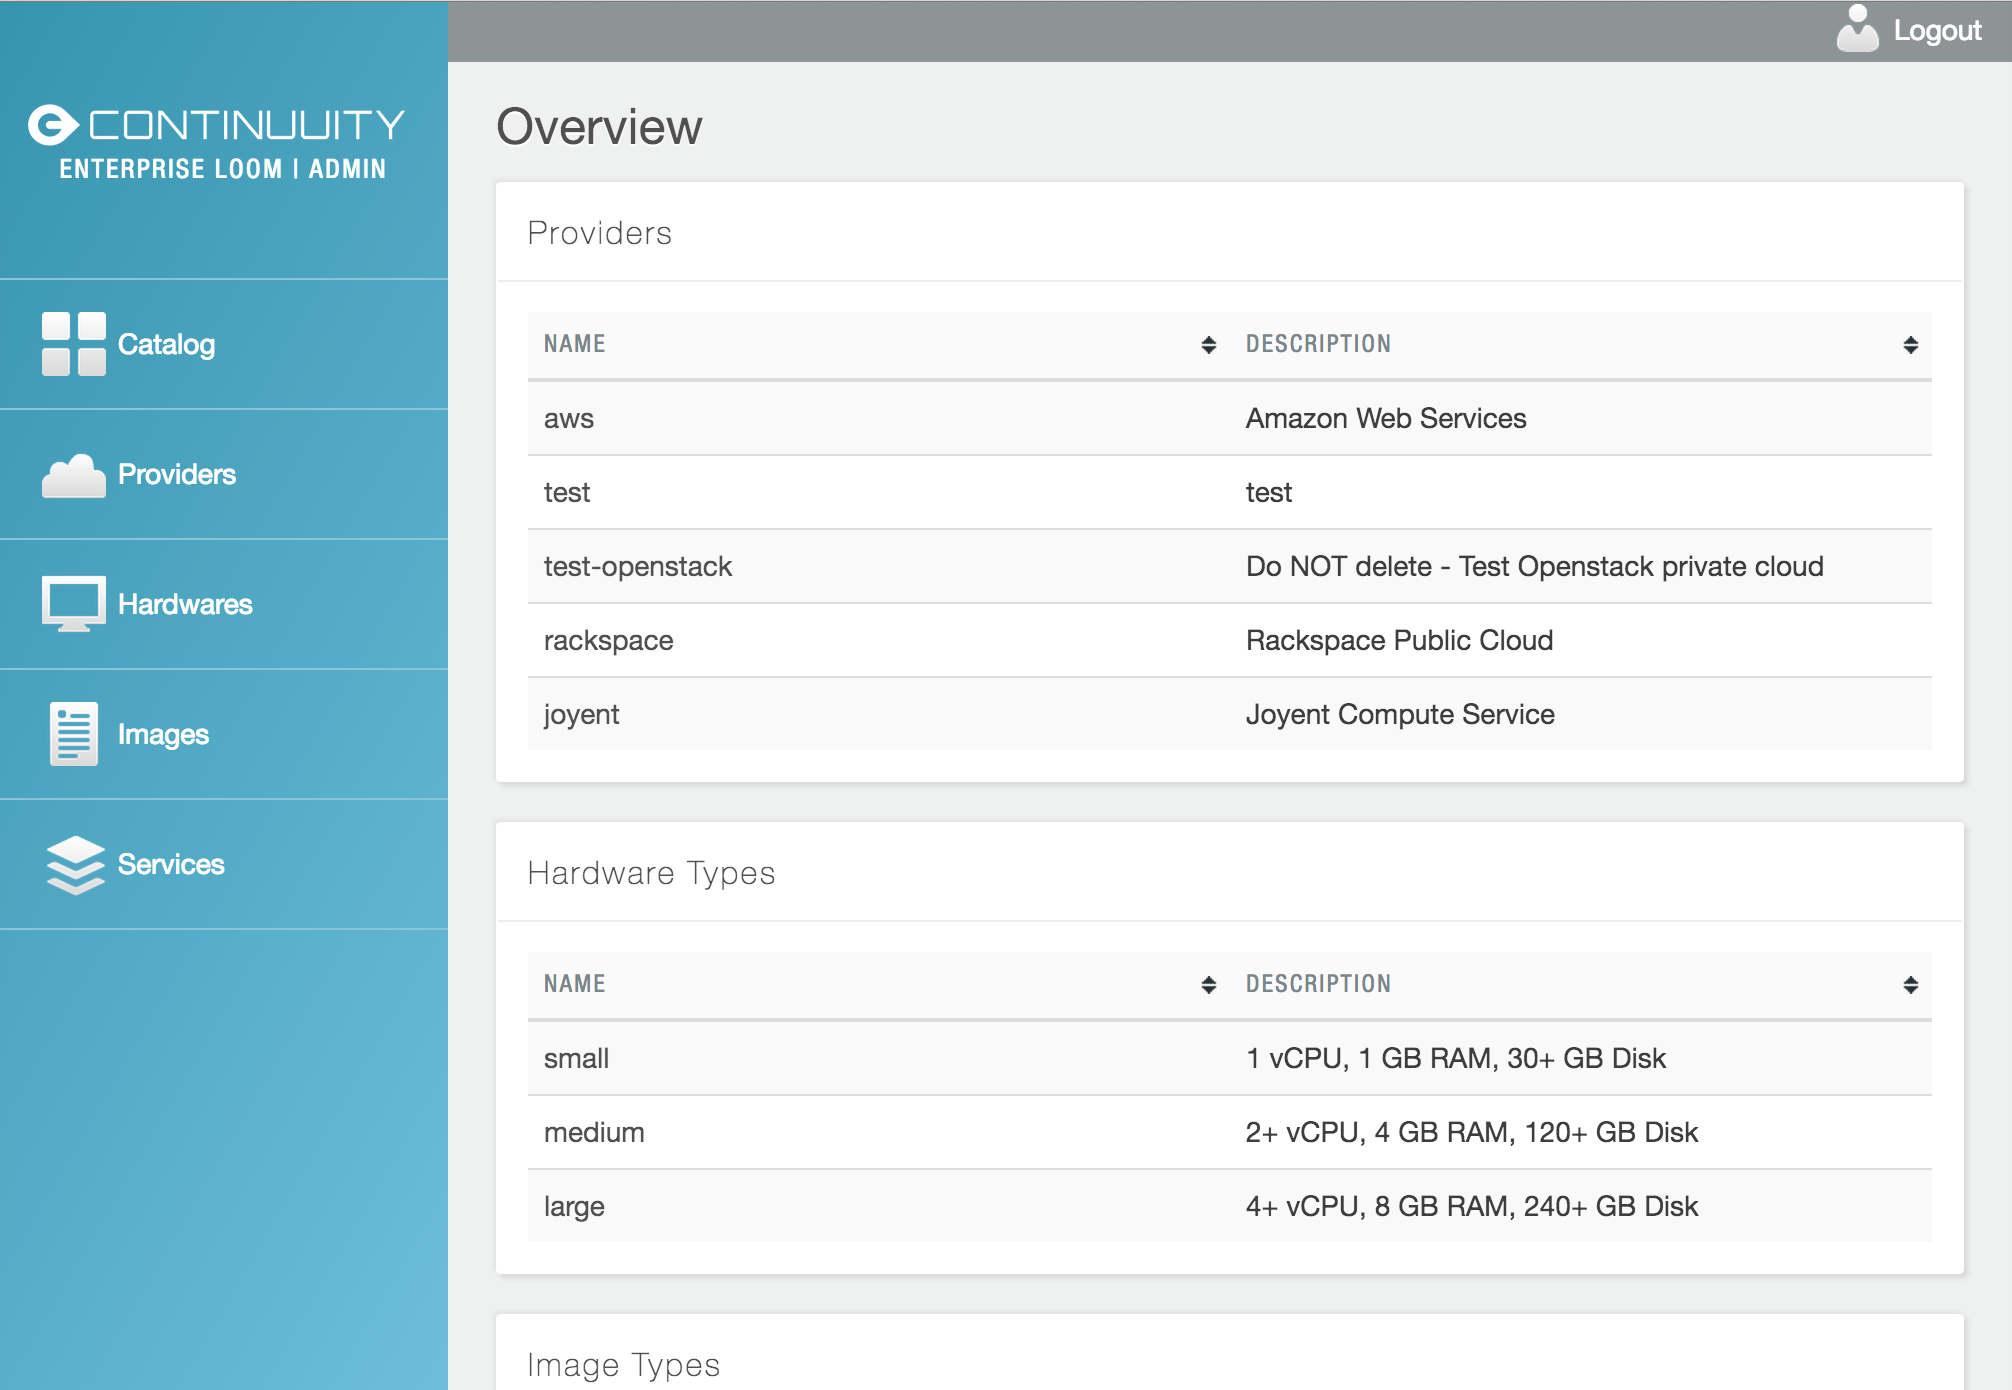 Logout
CONTINUUITY
ENTERPRISE LOOM | ADMIN
Catalog
Providers
Hardwares
Images
Services
Overview
Providers
NAME DESCRIPTION
aws Amazon Web Services
test test
test-openstack Do NOT delete - Test Openstack private cloud
rackspace Rackspace Public Cloud
joyent Joyent Compute Service
Hardware Types
NAME DESCRIPTION
small 1 vCPU, 1 GB RAM, 30+ GB Disk
medium 2+ vCPU, 4 GB RAM, 120+ GB Disk
large 4+ vCPU, 8 GB RAM, 240+ GB Disk
Image Types